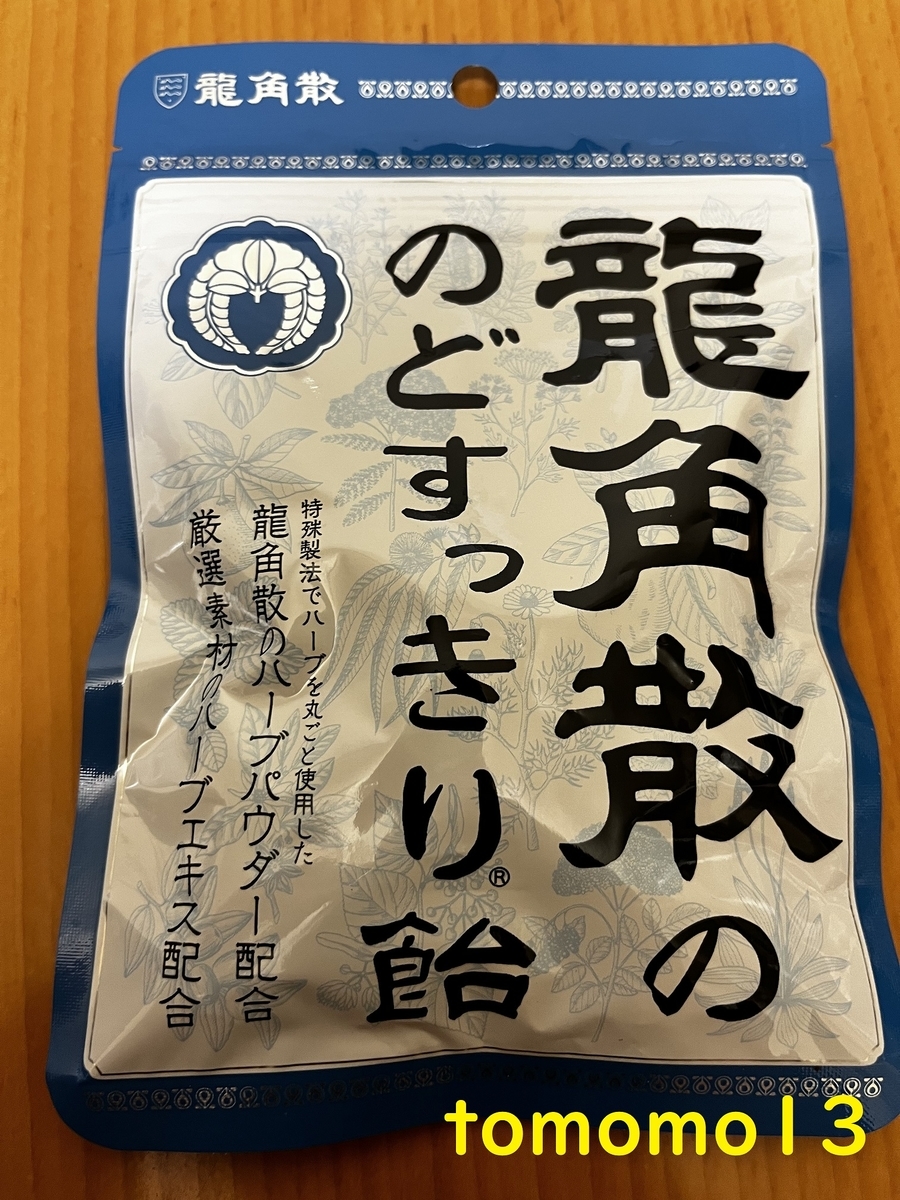 龍角散
龍角散の
のどすっきり®飴
特殊製法でハーブを丸ごと使用した
龍角散のハーブパウダー配合
厳選素材のハーブエキス配合
tomomo13